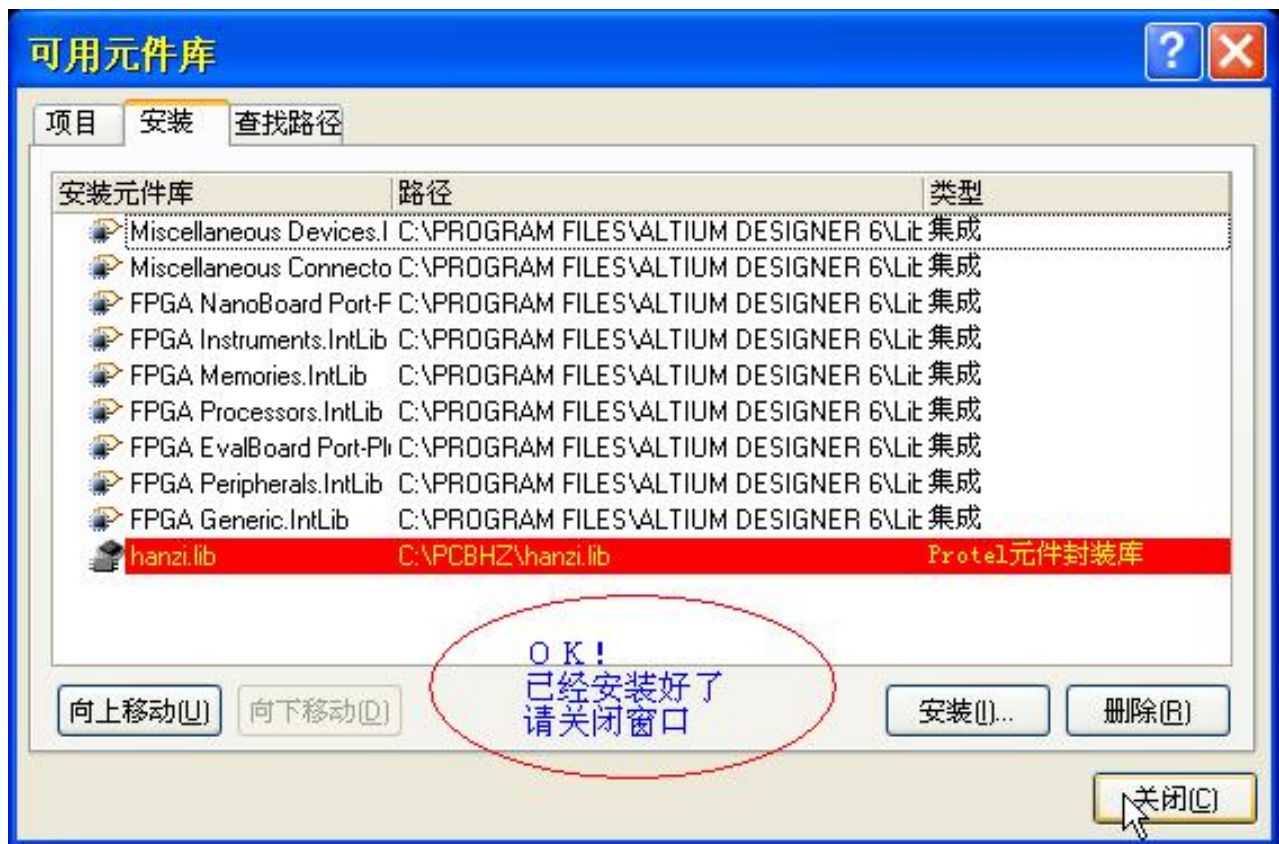 可用元件库
项目 安装 查找路径
安装元件库 路径 类型
Miscellaneous Devices.I C:\PROGRAM FILES\ALTIUM DESIGNER 6\Lit 集成
Miscellaneous Connecto C:\PROGRAM FILES\ALTIUM DESIGNER 6\Lit 集成
FPGA NanoBoard Port-F C:\PROGRAM FILES\ALTIUM DESIGNER 6\Lit 集成
FPGA Instruments.IntLib C:\PROGRAM FILES\ALTIUM DESIGNER 6\Lit 集成
FPGA Memories.IntLib C:\PROGRAM FILES\ALTIUM DESIGNER 6\Lit 集成
FPGA Processors.IntLib C:\PROGRAM FILES\ALTIUM DESIGNER 6\Lit 集成
FPGA EvalBoard Port-Plu C:\PROGRAM FILES\ALTIUM DESIGNER 6\Lit 集成
FPGA Peripherals.IntLib C:\PROGRAM FILES\ALTIUM DESIGNER 6\Lit 集成
FPGA Generic.IntLib C:\PROGRAM FILES\ALTIUM DESIGNER 6\Lit 集成
hanzi.lib C:\PCBHZ\hanzi.lib Protel元件封装库
OK!
已经安装好了
请关闭窗口
向上移动(U) 向下移动(D) 安装(I)... 删除(R)
关闭(C)